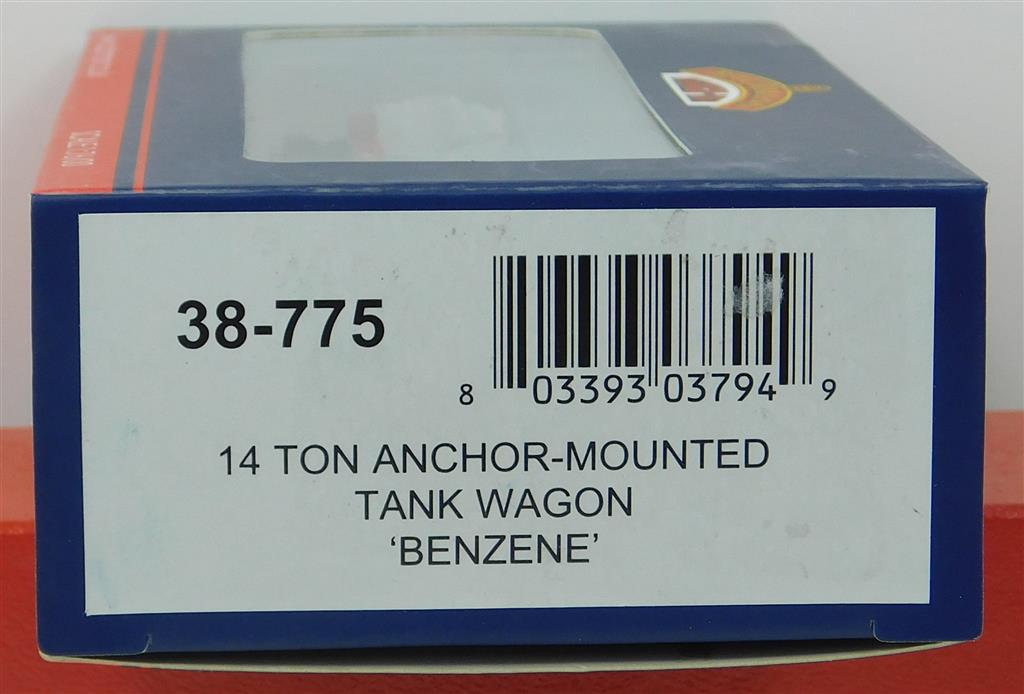 38-775
8 03393 03794 9
14 TON ANCHOR-MOUNTED
TANK WAGON
‘BENZENE’